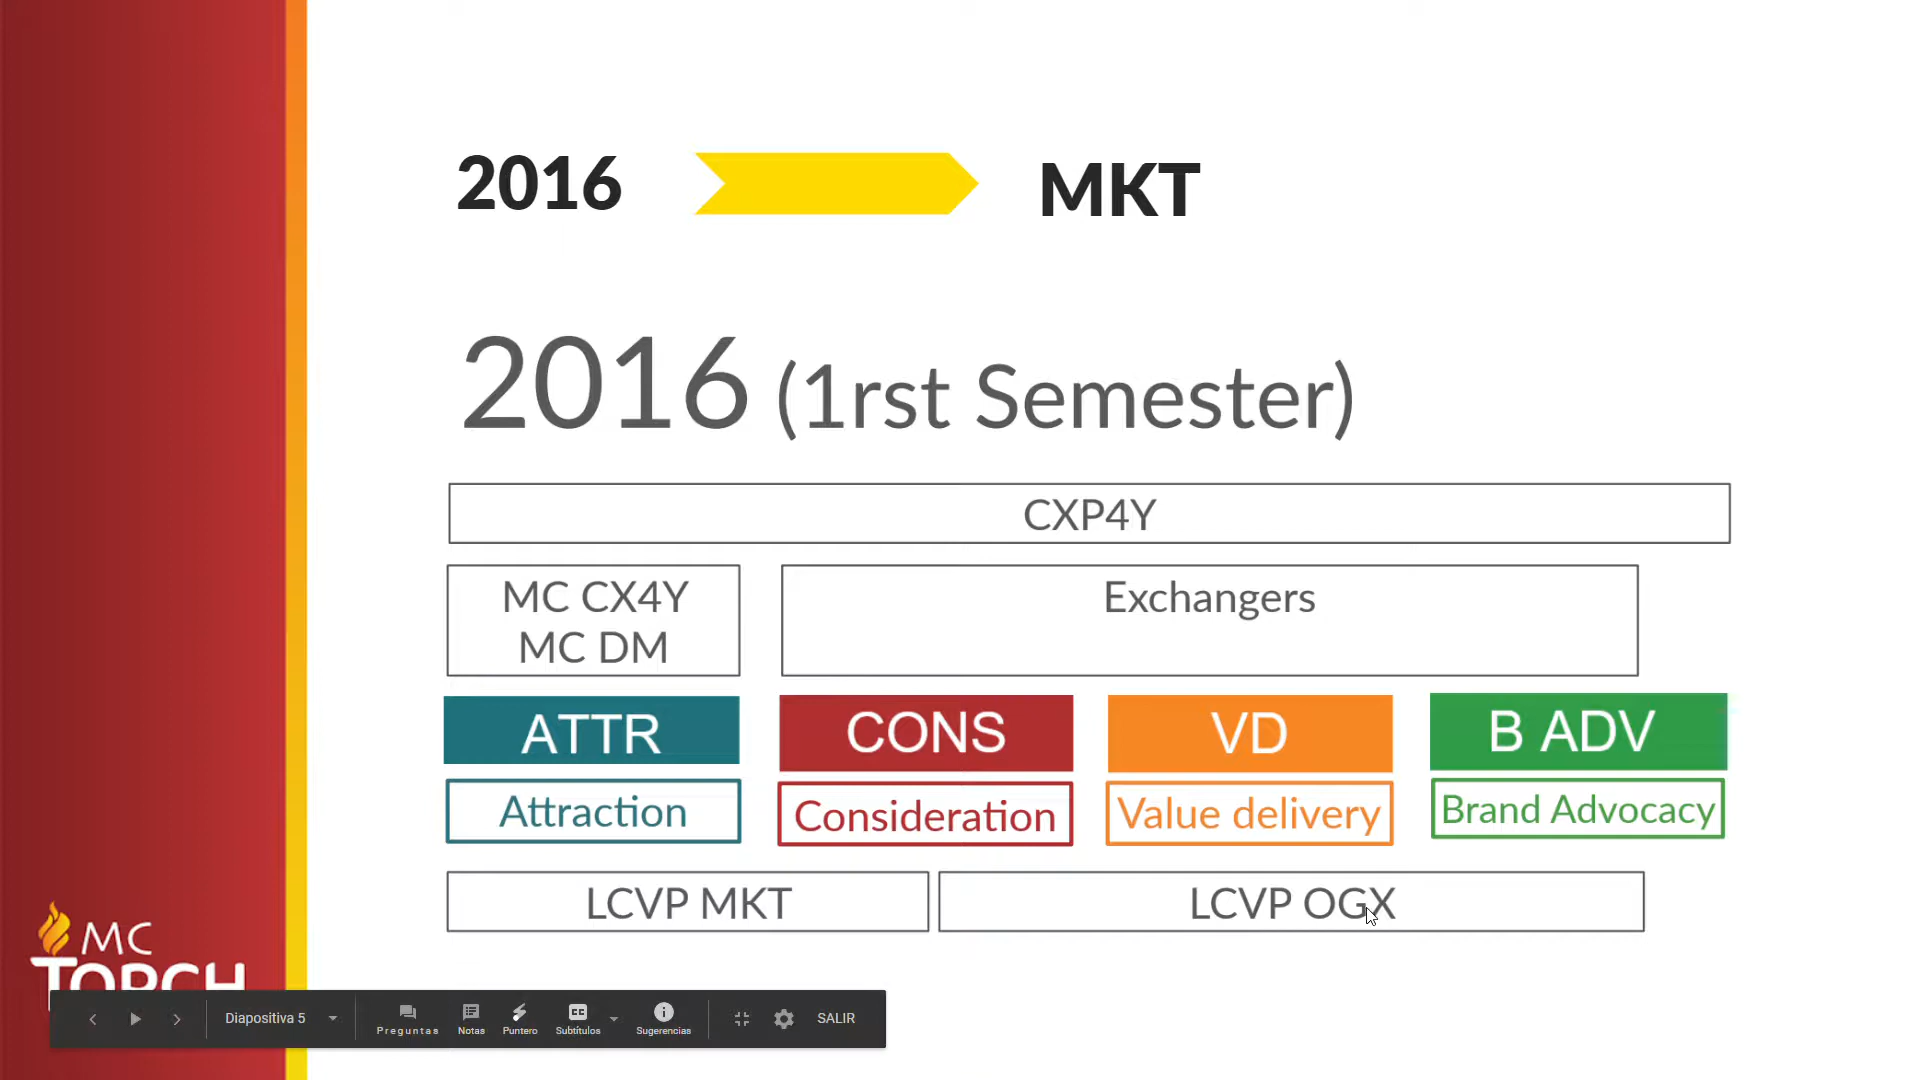 2016
MKT
2016 (1rst Semester)
CXP4Y
MC CX4Y
MC DM
Exchangers
ATTR
CONS
VD
B ADV
Attraction
Consideration
Value delivery
Brand Advocacy
LCVP MKT
LCVP OGX
MC
TORCH
Diapositiva 5
Preguntas
Notas
Puntero
Subtítulos
Sugerencias
SALIR